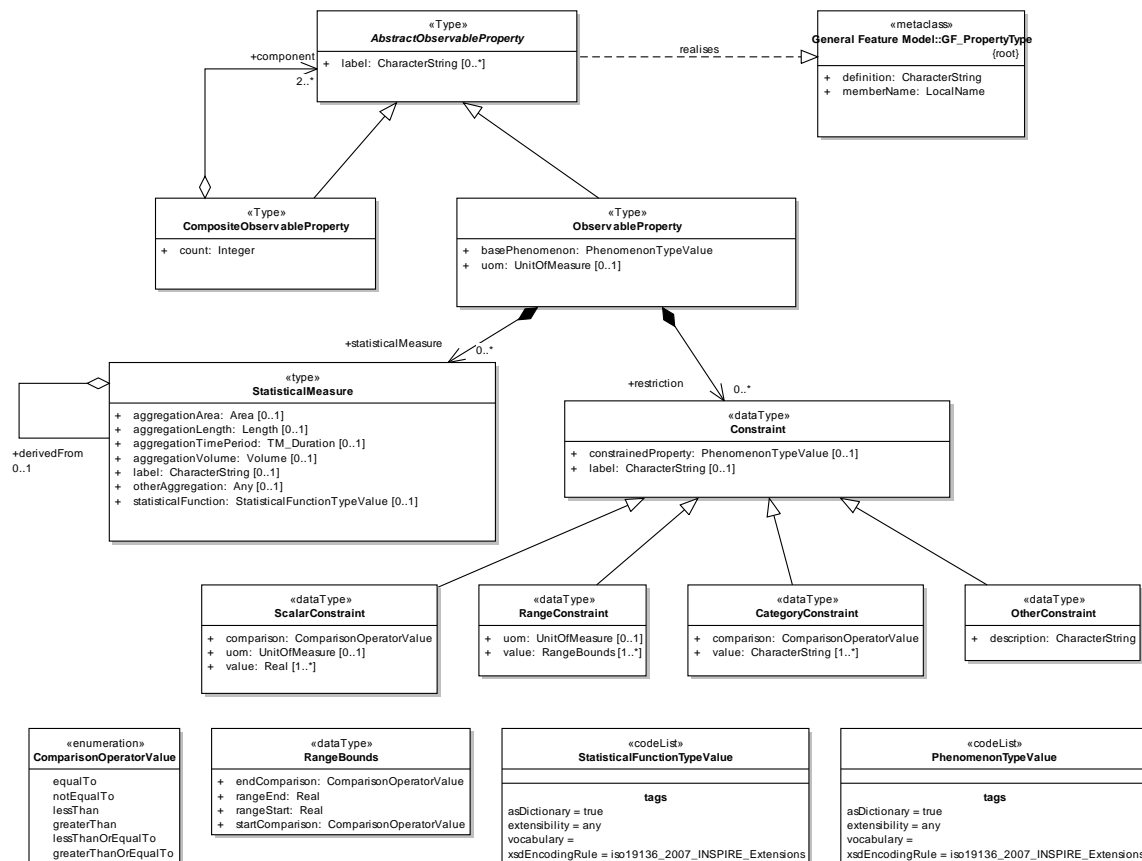 «Type»
AbstractObservableProperty
+ label: CharacterString [0..*]
«metaclass»
General Feature Model::GF_PropertyType
{root}
+ definition: CharacterString
+ memberName: LocalName
realises
+component
2..*
«Type»
CompositeObservableProperty
+ count: Integer
«Type»
ObservableProperty
+ basePhenomenon: PhenomenonTypeValue
+ uom: UnitOfMeasure [0..1]
+statisticalMeasure
0..*
+restriction
0..*
«type»
StatisticalMeasure
+ aggregationArea: Area [0..1]
+ aggregationLength: Length [0..1]
+ aggregationTimePeriod: TM_Duration [0..1]
+ aggregationVolume: Volume [0..1]
+ label: CharacterString [0..1]
+ otherAggregation: Any [0..1]
+ statisticalFunction: StatisticalFunctionTypeValue [0..1]
+derivedFrom
0..1
«dataType»
Constraint
+ constrainedProperty: PhenomenonTypeValue [0..1]
+ label: CharacterString [0..1]
«dataType»
ScalarConstraint
+ comparison: ComparisonOperatorValue
+ uom: UnitOfMeasure [0..1]
+ value: Real [1..*]
«dataType»
RangeConstraint
+ uom: UnitOfMeasure [0..1]
+ value: RangeBounds [1..*]
«dataType»
CategoryConstraint
+ comparison: ComparisonOperatorValue
+ value: CharacterString [1..*]
«dataType»
OtherConstraint
+ description: CharacterString
«enumeration»
ComparisonOperatorValue
equalTo
notEqualTo
lessThan
greaterThan
lessThanOrEqualTo
greaterThanOrEqualTo
«dataType»
RangeBounds
+ endComparison: ComparisonOperatorValue
+ rangeEnd: Real
+ rangeStart: Real
+ startComparison: ComparisonOperatorValue
«codeList»
StatisticalFunctionTypeValue
tags
asDictionary = true
extensibility = any
vocabulary =
xsdEncodingRule = iso19136_2007_INSPIRE_Extensions
«codeList»
PhenomenonTypeValue
tags
asDictionary = true
extensibility = any
vocabulary =
xsdEncodingRule = iso19136_2007_INSPIRE_Extensions